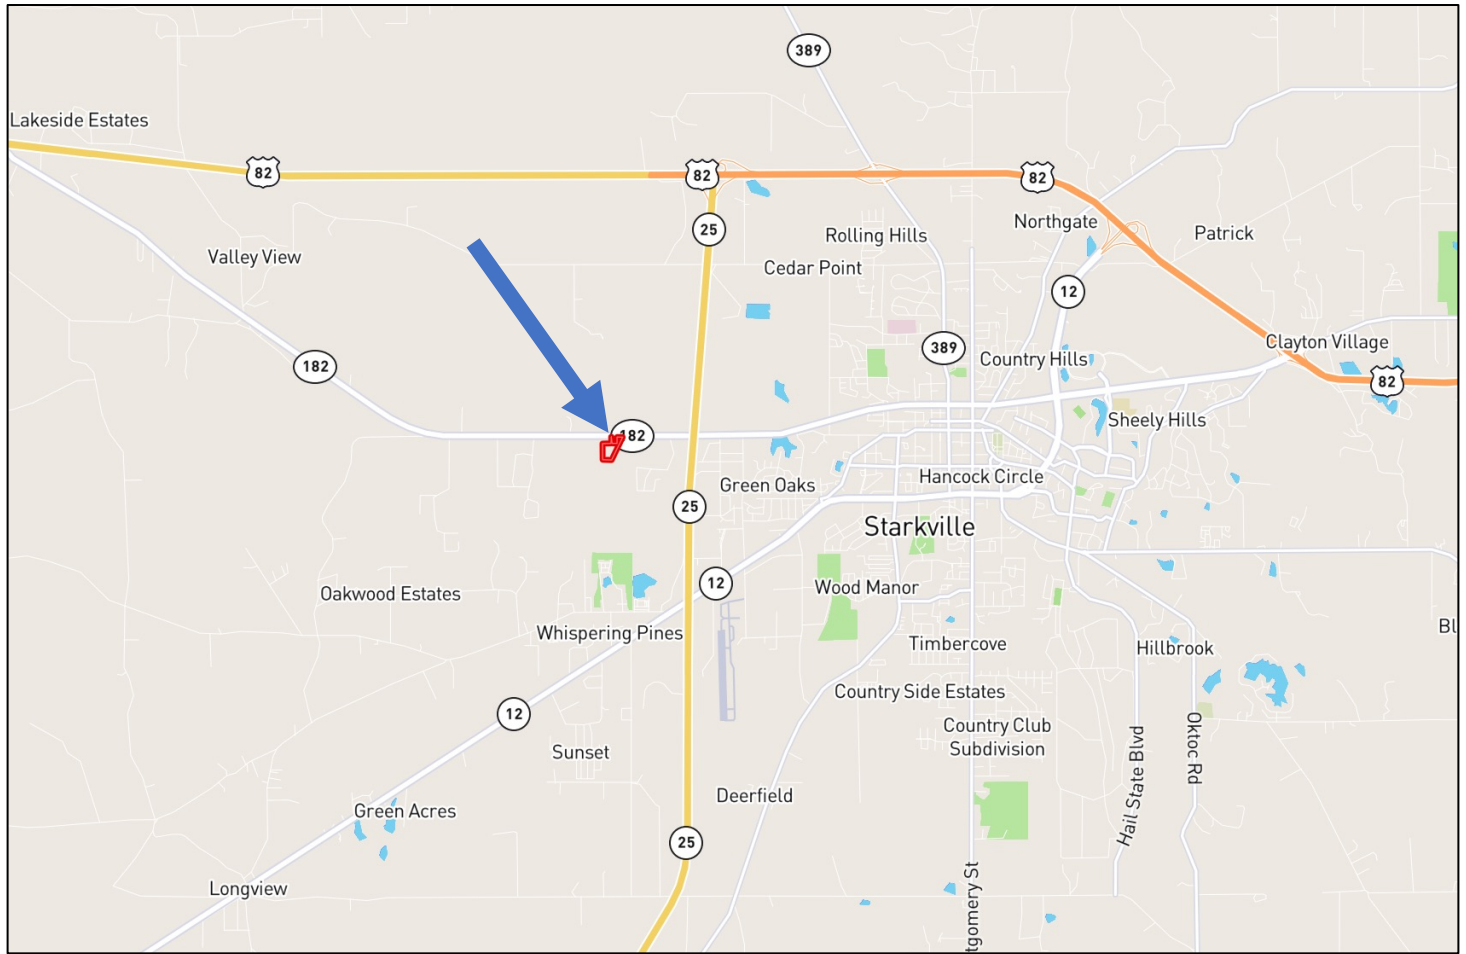 389
Lakeside Estates
82
82
82
25
Rolling Hills
Northgate
Patrick
Valley View
Cedar Point
12
389
Country Hills
Clayton Village
182
82
182
Sheely Hills
Green Oaks
Hancock Circle
25
Starkville
12
Oakwood Estates
Wood Manor
Whispering Pines
Bl
Timbercove
Hillbrook
Country Side Estates
12
Country Club
Subdivision
Sunset
Oktoc Rd
Hail State Blvd
Deerfield
Green Acres
25
Longview
tgomery St